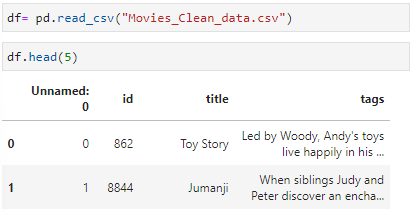 df= pd.read_csv("Movies_Clean_data.csv")
df.head(5)
Unnamed:
0 id title tags
0 0 862 Toy Story Led by Woody, Andy's toys
live happily in his ...
1 1 8844 Jumanji When siblings Judy and
Peter discover an encha...